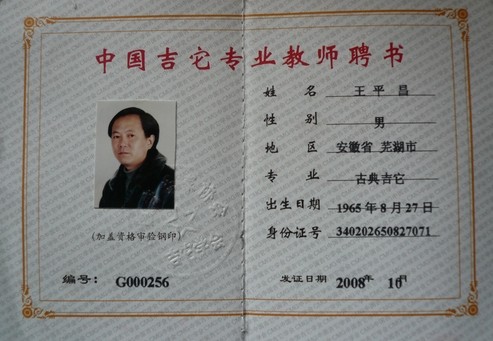 中国吉它专业教师聘书
姓名 王平昌
性别 男
地区 安徽省 芜湖市
专业 古典吉它
出生日期 1965年8月27日
身份证号 340202650827071
(加盖资格审验钢印)
编号: G000256
发证日期 2008年 10月